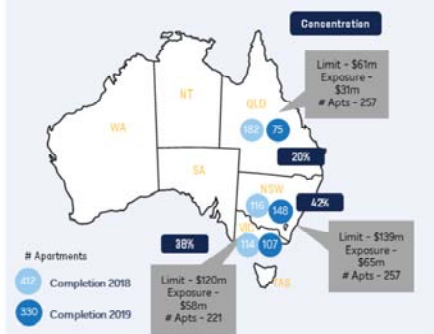 Concentration
Limit - $61m
Exposure -
$31m
# Apts - 257
NT
QLD
WA
182
75
20%
SA
NSW
116
148
42%
38%
VIC
114
107
Limit - $139m
Exposure -
$65m
# Apts - 257
# Apartments
412
Completion 2018
Limit - $120m
Exposure -
$58m
# Apts - 221
TAS
330
Completion 2019